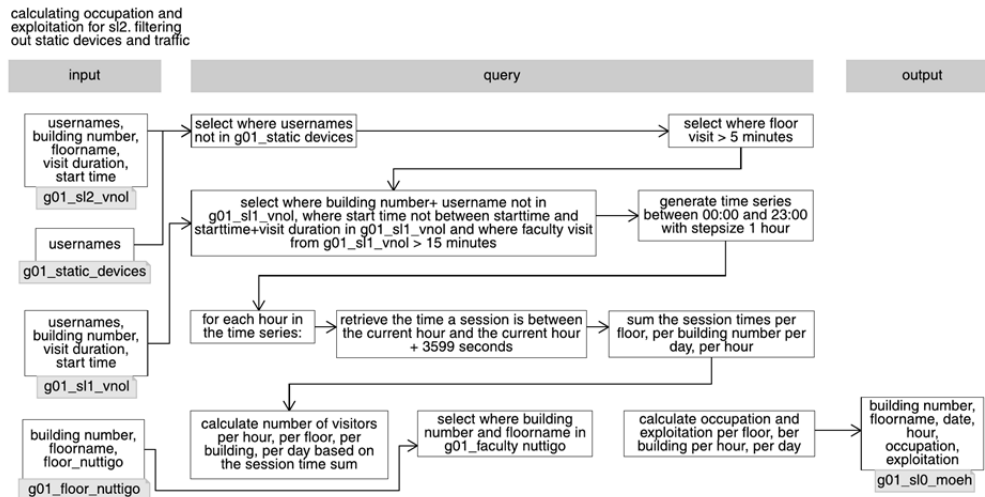 calculating occupation and
exploitation for sl2. filtering
out static devices and traffic
input
query
output
usernames,
building number,
floorname,
visit duration,
start time
g01_sl2_vnol
select where usernames
not in g01_static devices
select where floor
visit > 5 minutes
usernames
g01_static_devices
select where building number+ username not in
g01_sl1_vnol, where start time not between starttime and
starttime+visit duration in g01_sl1_vnol and where faculty visit
from g01_sl1_vnol > 15 minutes
generate time series
between 00:00 and 23:00
with stepsize 1 hour
usernames,
building number,
visit duration,
start time
g01_sl1_vnol
for each hour in
the time series:
retrieve the time a session is between
the current hour and the current hour
+ 3599 seconds
sum the session times per
floor, per building number per
day, per hour
building number,
floorname,
floor_nuttigo
g01_floor_nuttigo
calculate number of visitors
per hour, per floor, per
building, per day based on
the session time sum
select where building
number and floorname in
g01_faculty nuttigo
calculate occupation and
exploitation per floor, ber
building per hour, per day
building number,
floorname, date,
hour,
occupation,
exploitation
g01_sl0_moeh